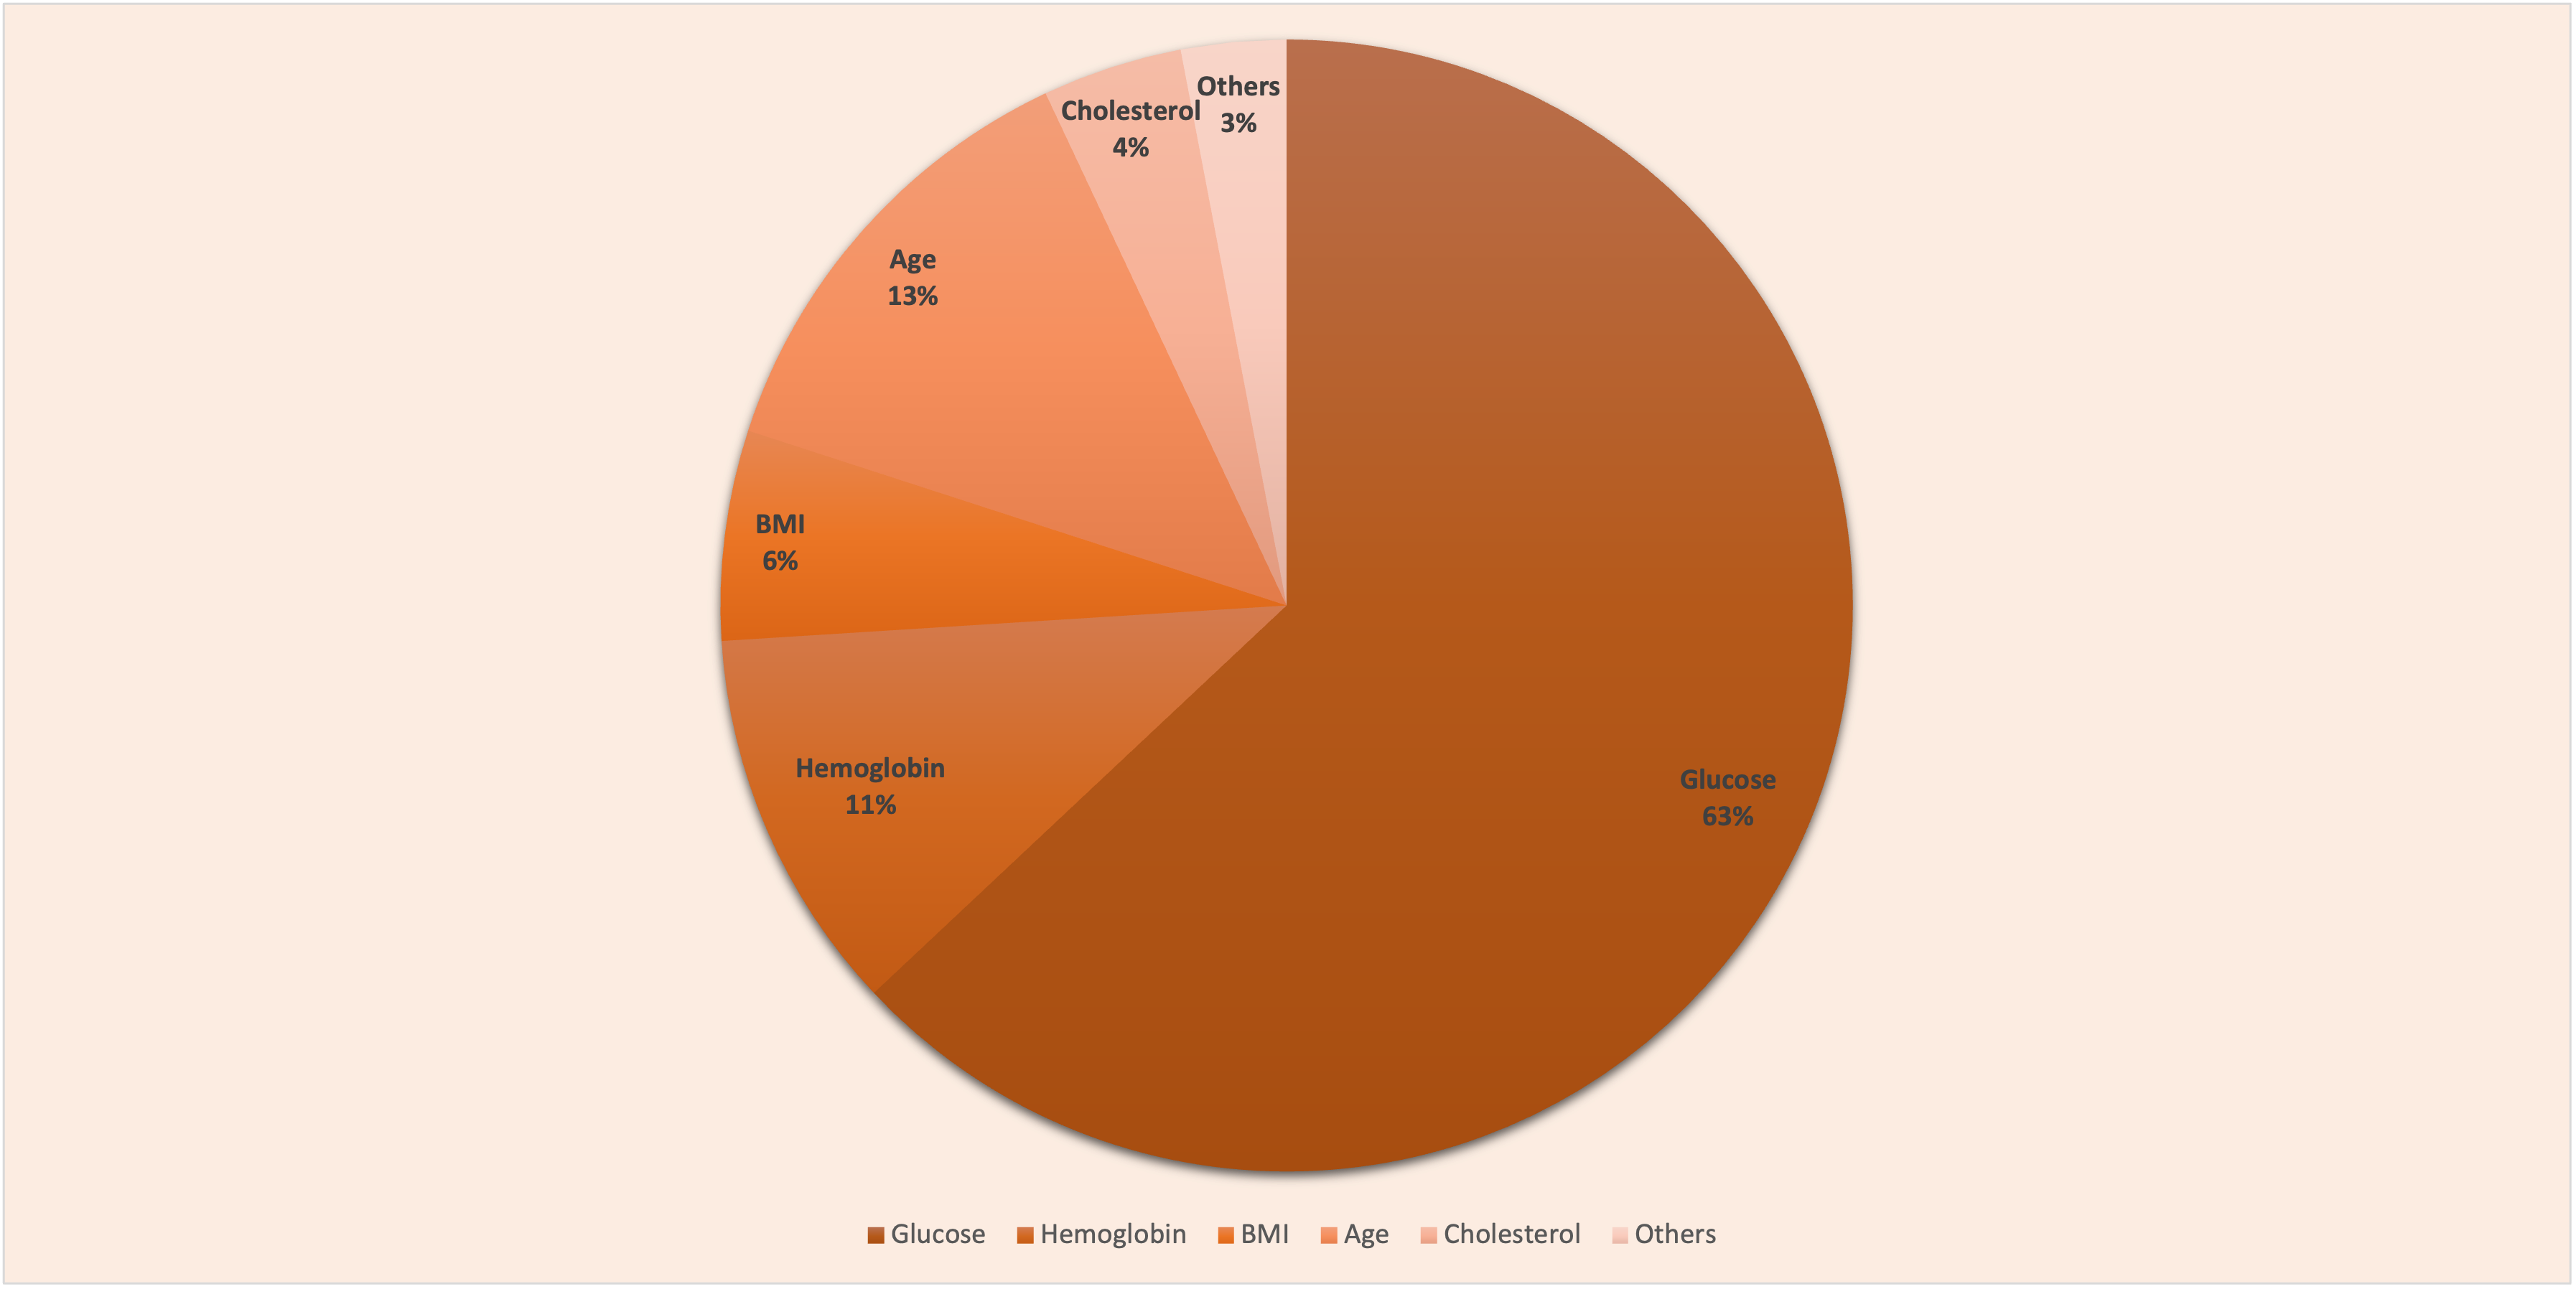 Others
3%
Cholesterol
4%
Age
13%
BMI
6%
Hemoglobin
11%
Glucose
63%
Glucose Hemoglobin BMI Age Cholesterol Others